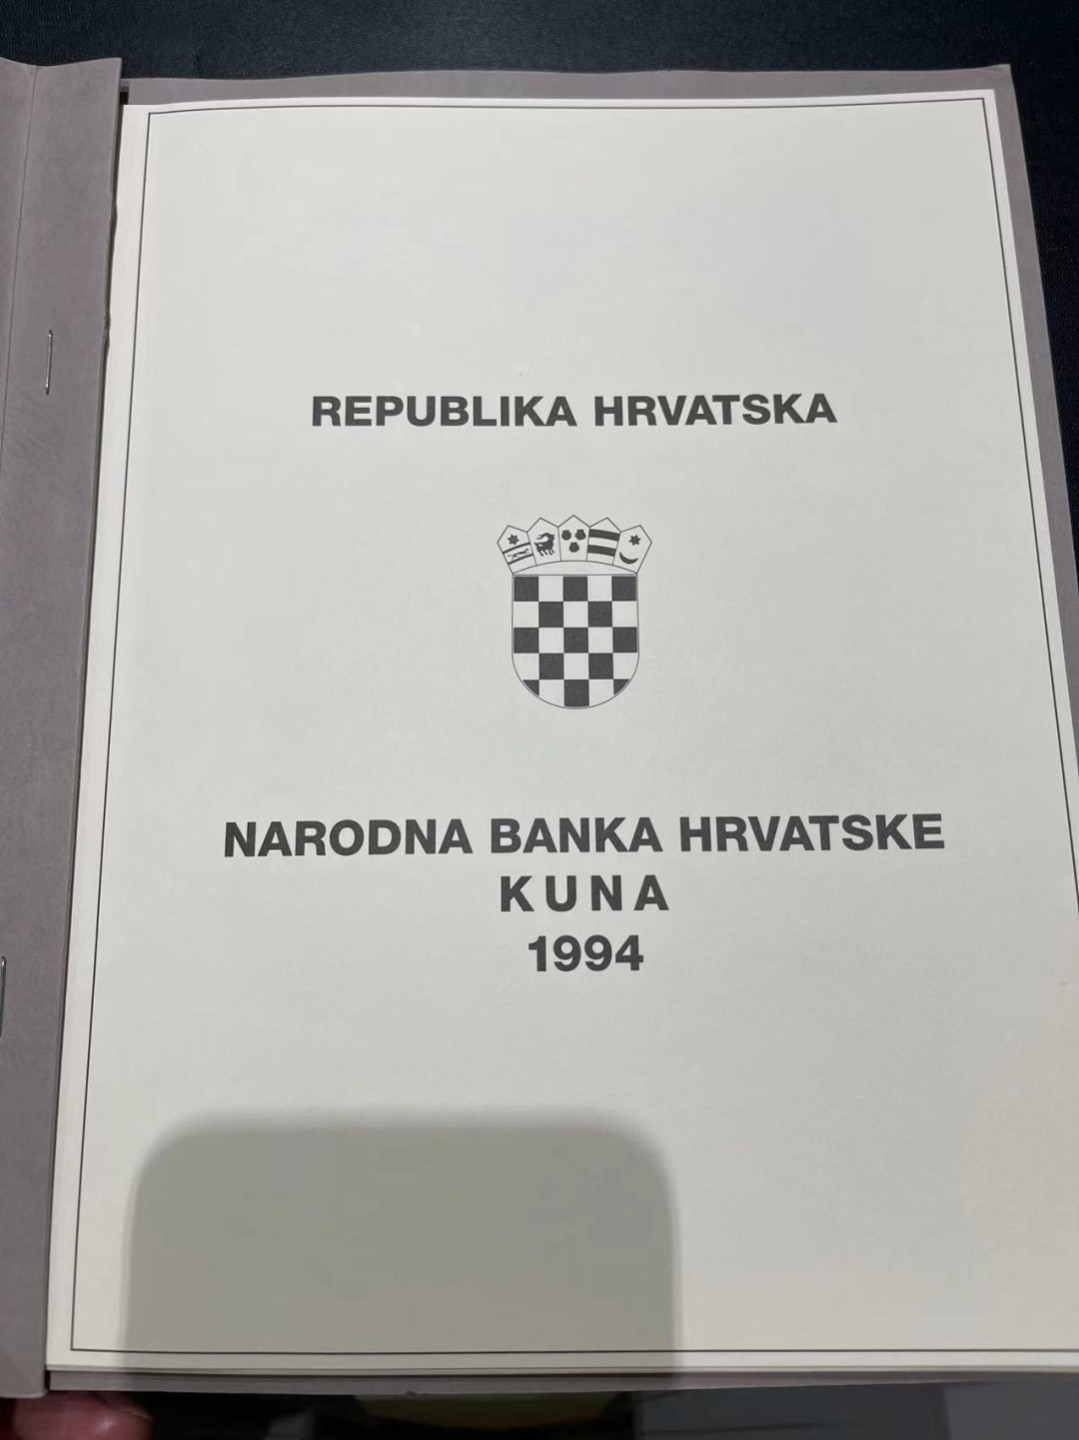 REPUBLIKA HRVATSKA
NARODNA BANKA HRVATSKE
KUNA
1994